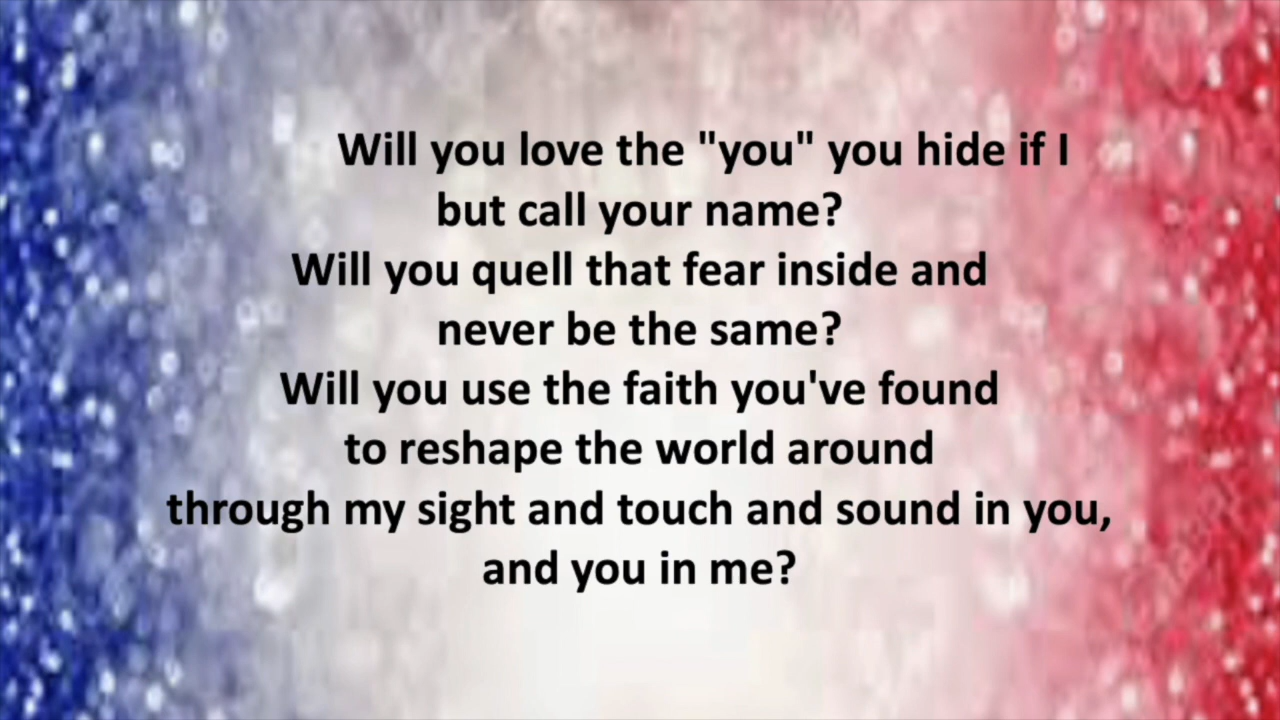 Will you love the "you" you hide if I
but call your name?
Will you quell that fear inside and
never be the same?
Will you use the faith you've found
to reshape the world around
through my sight and touch and sound in you,
and you in me?